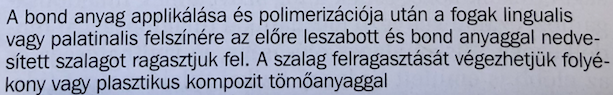 A bond anyag applikálása és polimerizációja után a fogak lingualis
vagy palatinalis felszínére az előre leszabott és bond anyaggal nedve-
sített szalagot ragasztjuk fel. A szalag felragasztását végezhetjük folyé-
kony vagy plasztikus kompozit tömőanyaggal